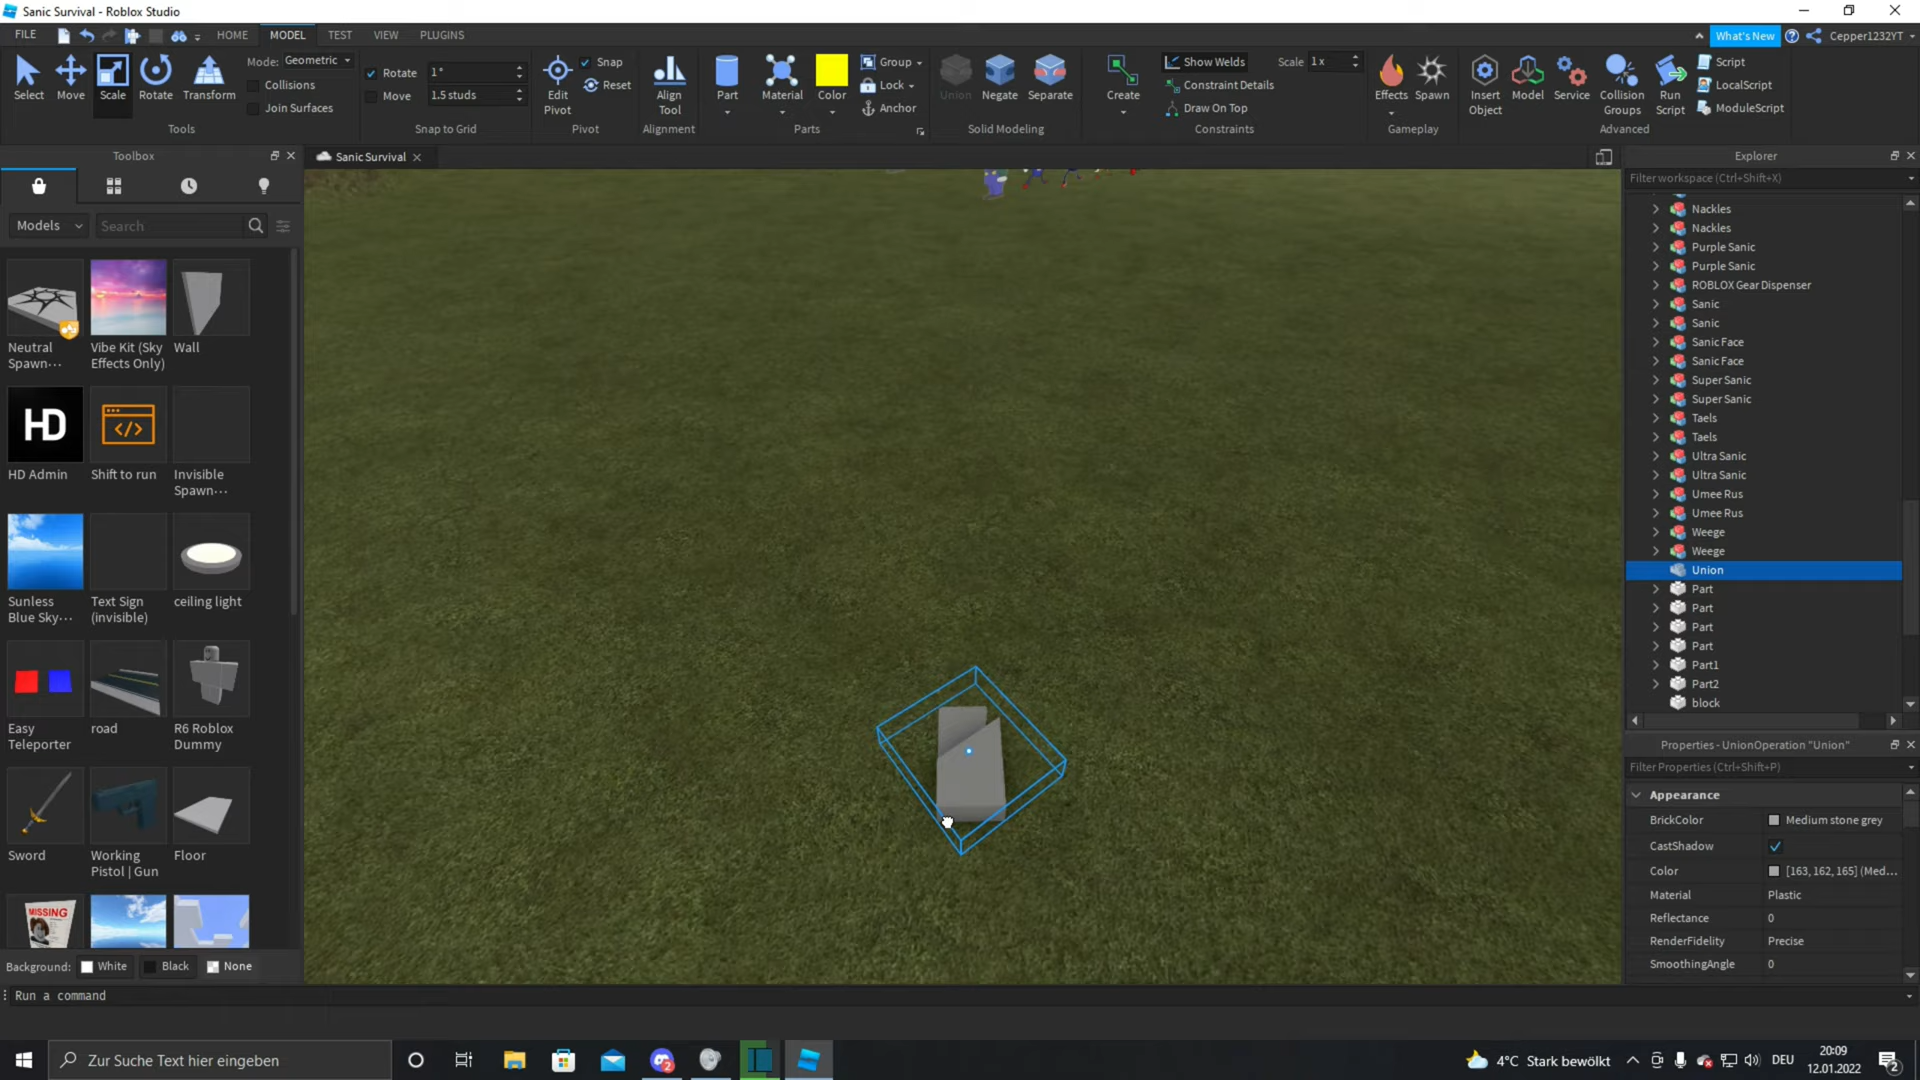 Sanic Survival - Roblox Studio
FILE HOME MODEL TEST VIEW PLUGINS What's New Cepper1232YT
Select Move Scale Rotate Transform
Mode: Geometric
Collisions
Join Surfaces
Tools
Rotate 1°
Move 1.5 studs
Snap to Grid
Edit Pivot
Snap
Reset
Pivot
Align Tool
Alignment
Part Material Color
Group
Lock
Anchor
Parts
Union Negate Separate
Solid Modeling
Create
Show Welds
Scale 1 x
Constraint Details
Draw On Top
Constraints
Effects Spawn
Gameplay
Insert Object
Model
Service
Collision Groups
Run Script
Script
LocalScript
ModuleScript
Advanced
Toolbox
Sanic Survival
Models
Search
Neutral Spawn...
Vibe Kit (Sky Effects Only)
Wall
HD
</>
HD Admin
Shift to run
Invisible Spawn...
Sunless Blue Sky...
Text Sign (invisible)
ceiling light
Easy Teleporter
road
R6 Roblox Dummy
Sword
Working Pistol | Gun
Floor
MISSING
Background: White Black None
Run a command
Explorer
Filter workspace (Ctrl+Shift+X)
Nackles
Nackles
Purple Sanic
Purple Sanic
ROBLOX Gear Dispenser
Sanic
Sanic
Sanic Face
Sanic Face
Super Sanic
Super Sanic
Taels
Taels
Ultra Sanic
Ultra Sanic
Umee Rus
Umee Rus
Weege
Weege
Union
Part
Part
Part
Part
Part1
Part2
block
Properties - UnionOperation "Union"
Filter Properties (Ctrl+Shift+P)
Appearance
BrickColor Medium stone grey
CastShadow
Color [163, 162, 165] (Med...
Material Plastic
Reflectance 0
RenderFidelity Precise
SmoothingAngle 0
Zur Suche Text hier eingeben
2
4°C Stark bewölkt
DEU
20:09
12.01.2022
2